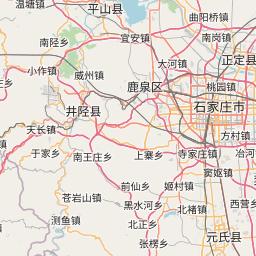 温塘镇
平山县
曲阳桥镇
南陉乡
宜安镇
南岗镇
正定县
大河镇
小作镇
威州镇
鹿泉区
桃园镇
井陉县
石家庄市
天长镇
方村镇
于家乡
南王庄乡
上寨乡
寺家庄镇
冶河镇
窦妪镇
前仙乡
姬村镇
苍岩山镇
黑水河乡
北褚镇
西营乡
测鱼镇
北正乡
元氏县
张楞乡